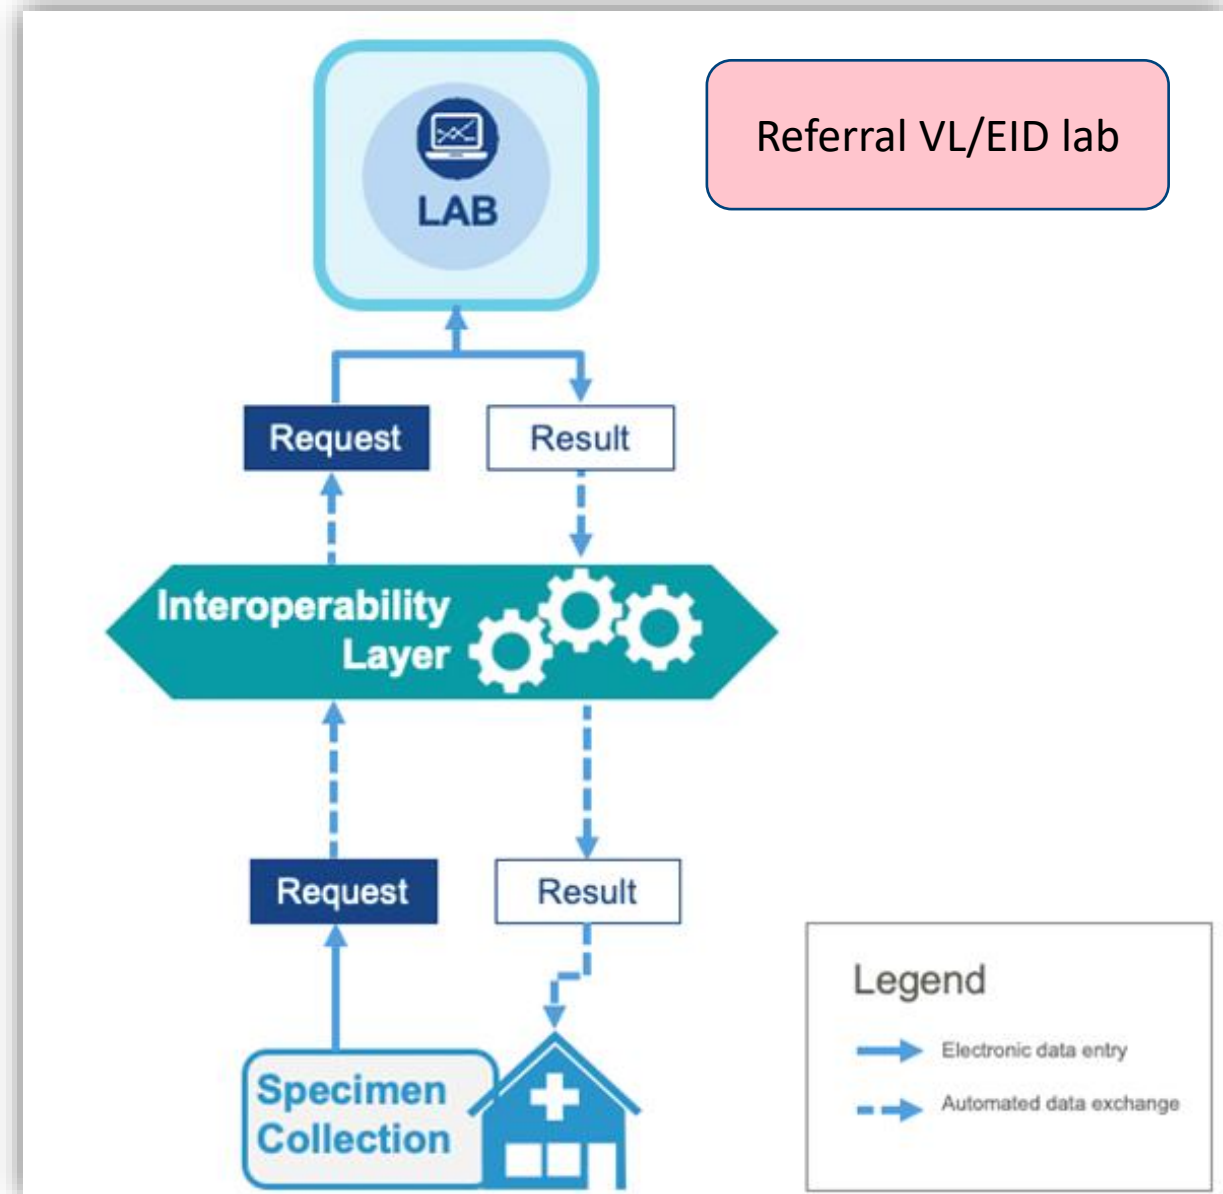 Referral VL/EID lab
LAB
Request
Result
Interoperability
Layer
Request
Result
Specimen
Collection
Legend
Electronic data entry
Automated data exchange